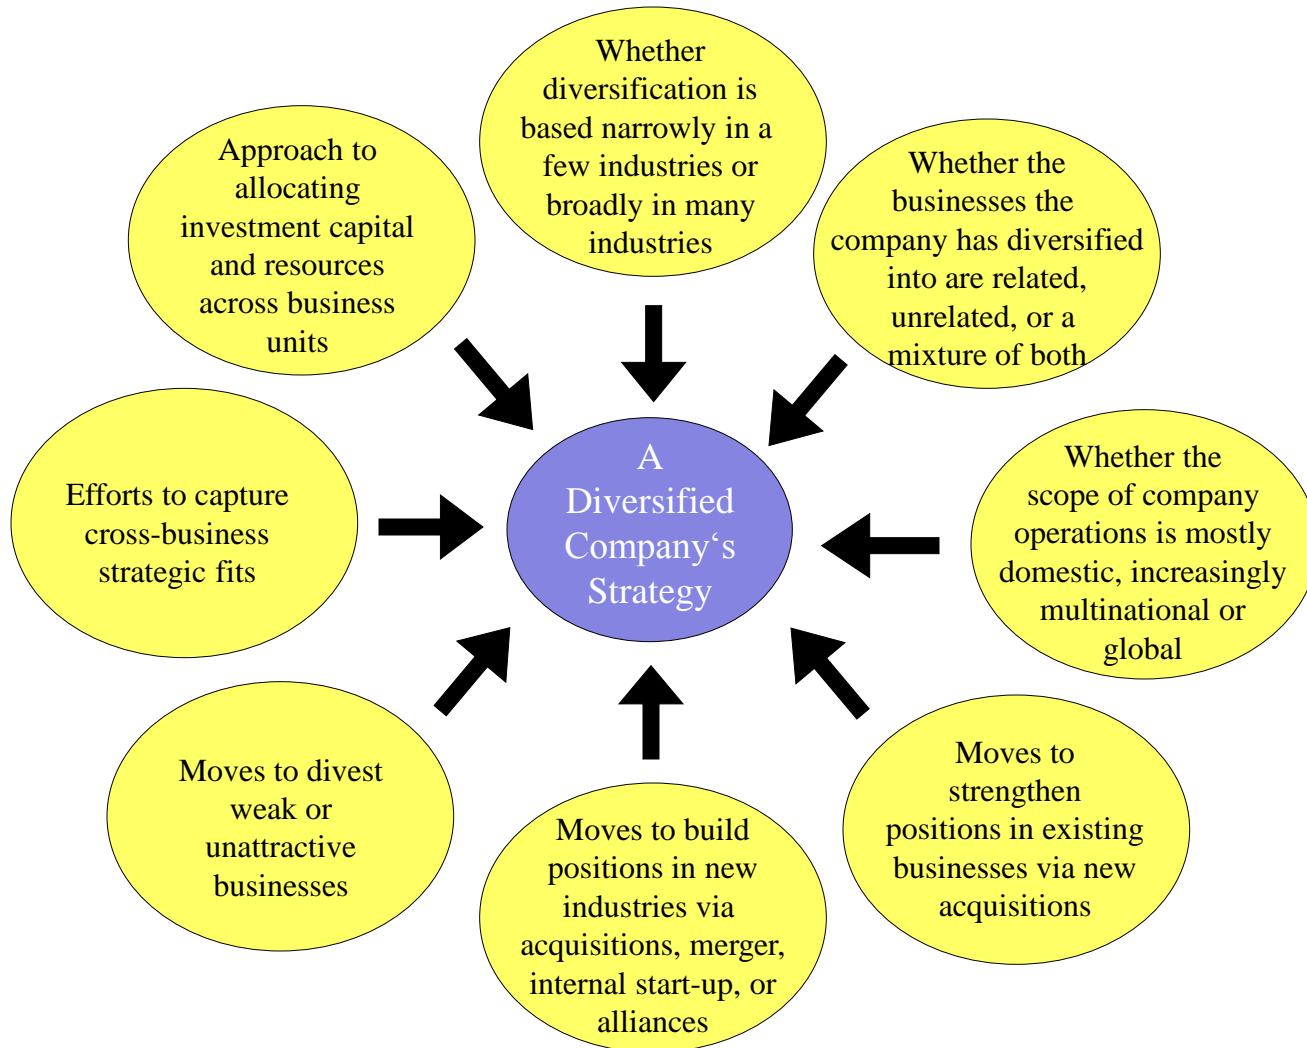 Whether
diversification is
based narrowly in a
few industries or
broadly in many
industries
Approach to
allocating
investment capital
and resources
across business
units
Whether the
businesses the
company has diversified
into are related,
unrelated, or a
mixture of both
A
Diversified
Company‘s
Strategy
Efforts to capture
cross-business
strategic fits
Whether the
scope of company
operations is mostly
domestic, increasingly
multinational or
global
Moves to divest
weak or
unattractive
businesses
Moves to build
positions in new
industries via
acquisitions, merger,
internal start-up, or
alliances
Moves to
strengthen
positions in existing
businesses via new
acquisitions